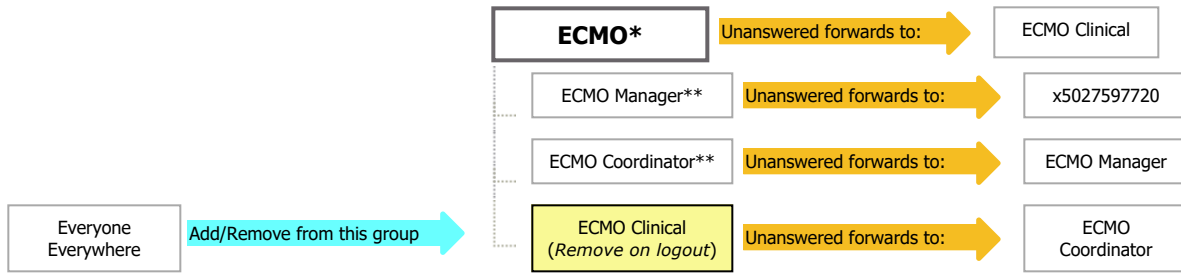 ECMO*
Unanswered forwards to:
ECMO Clinical
ECMO Manager**
Unanswered forwards to:
x5027597720
ECMO Coordinator**
Unanswered forwards to:
ECMO Manager
Everyone
Everywhere
Add/Remove from this group
ECMO Clinical
(Remove on logout)
Unanswered forwards to:
ECMO
Coordinator